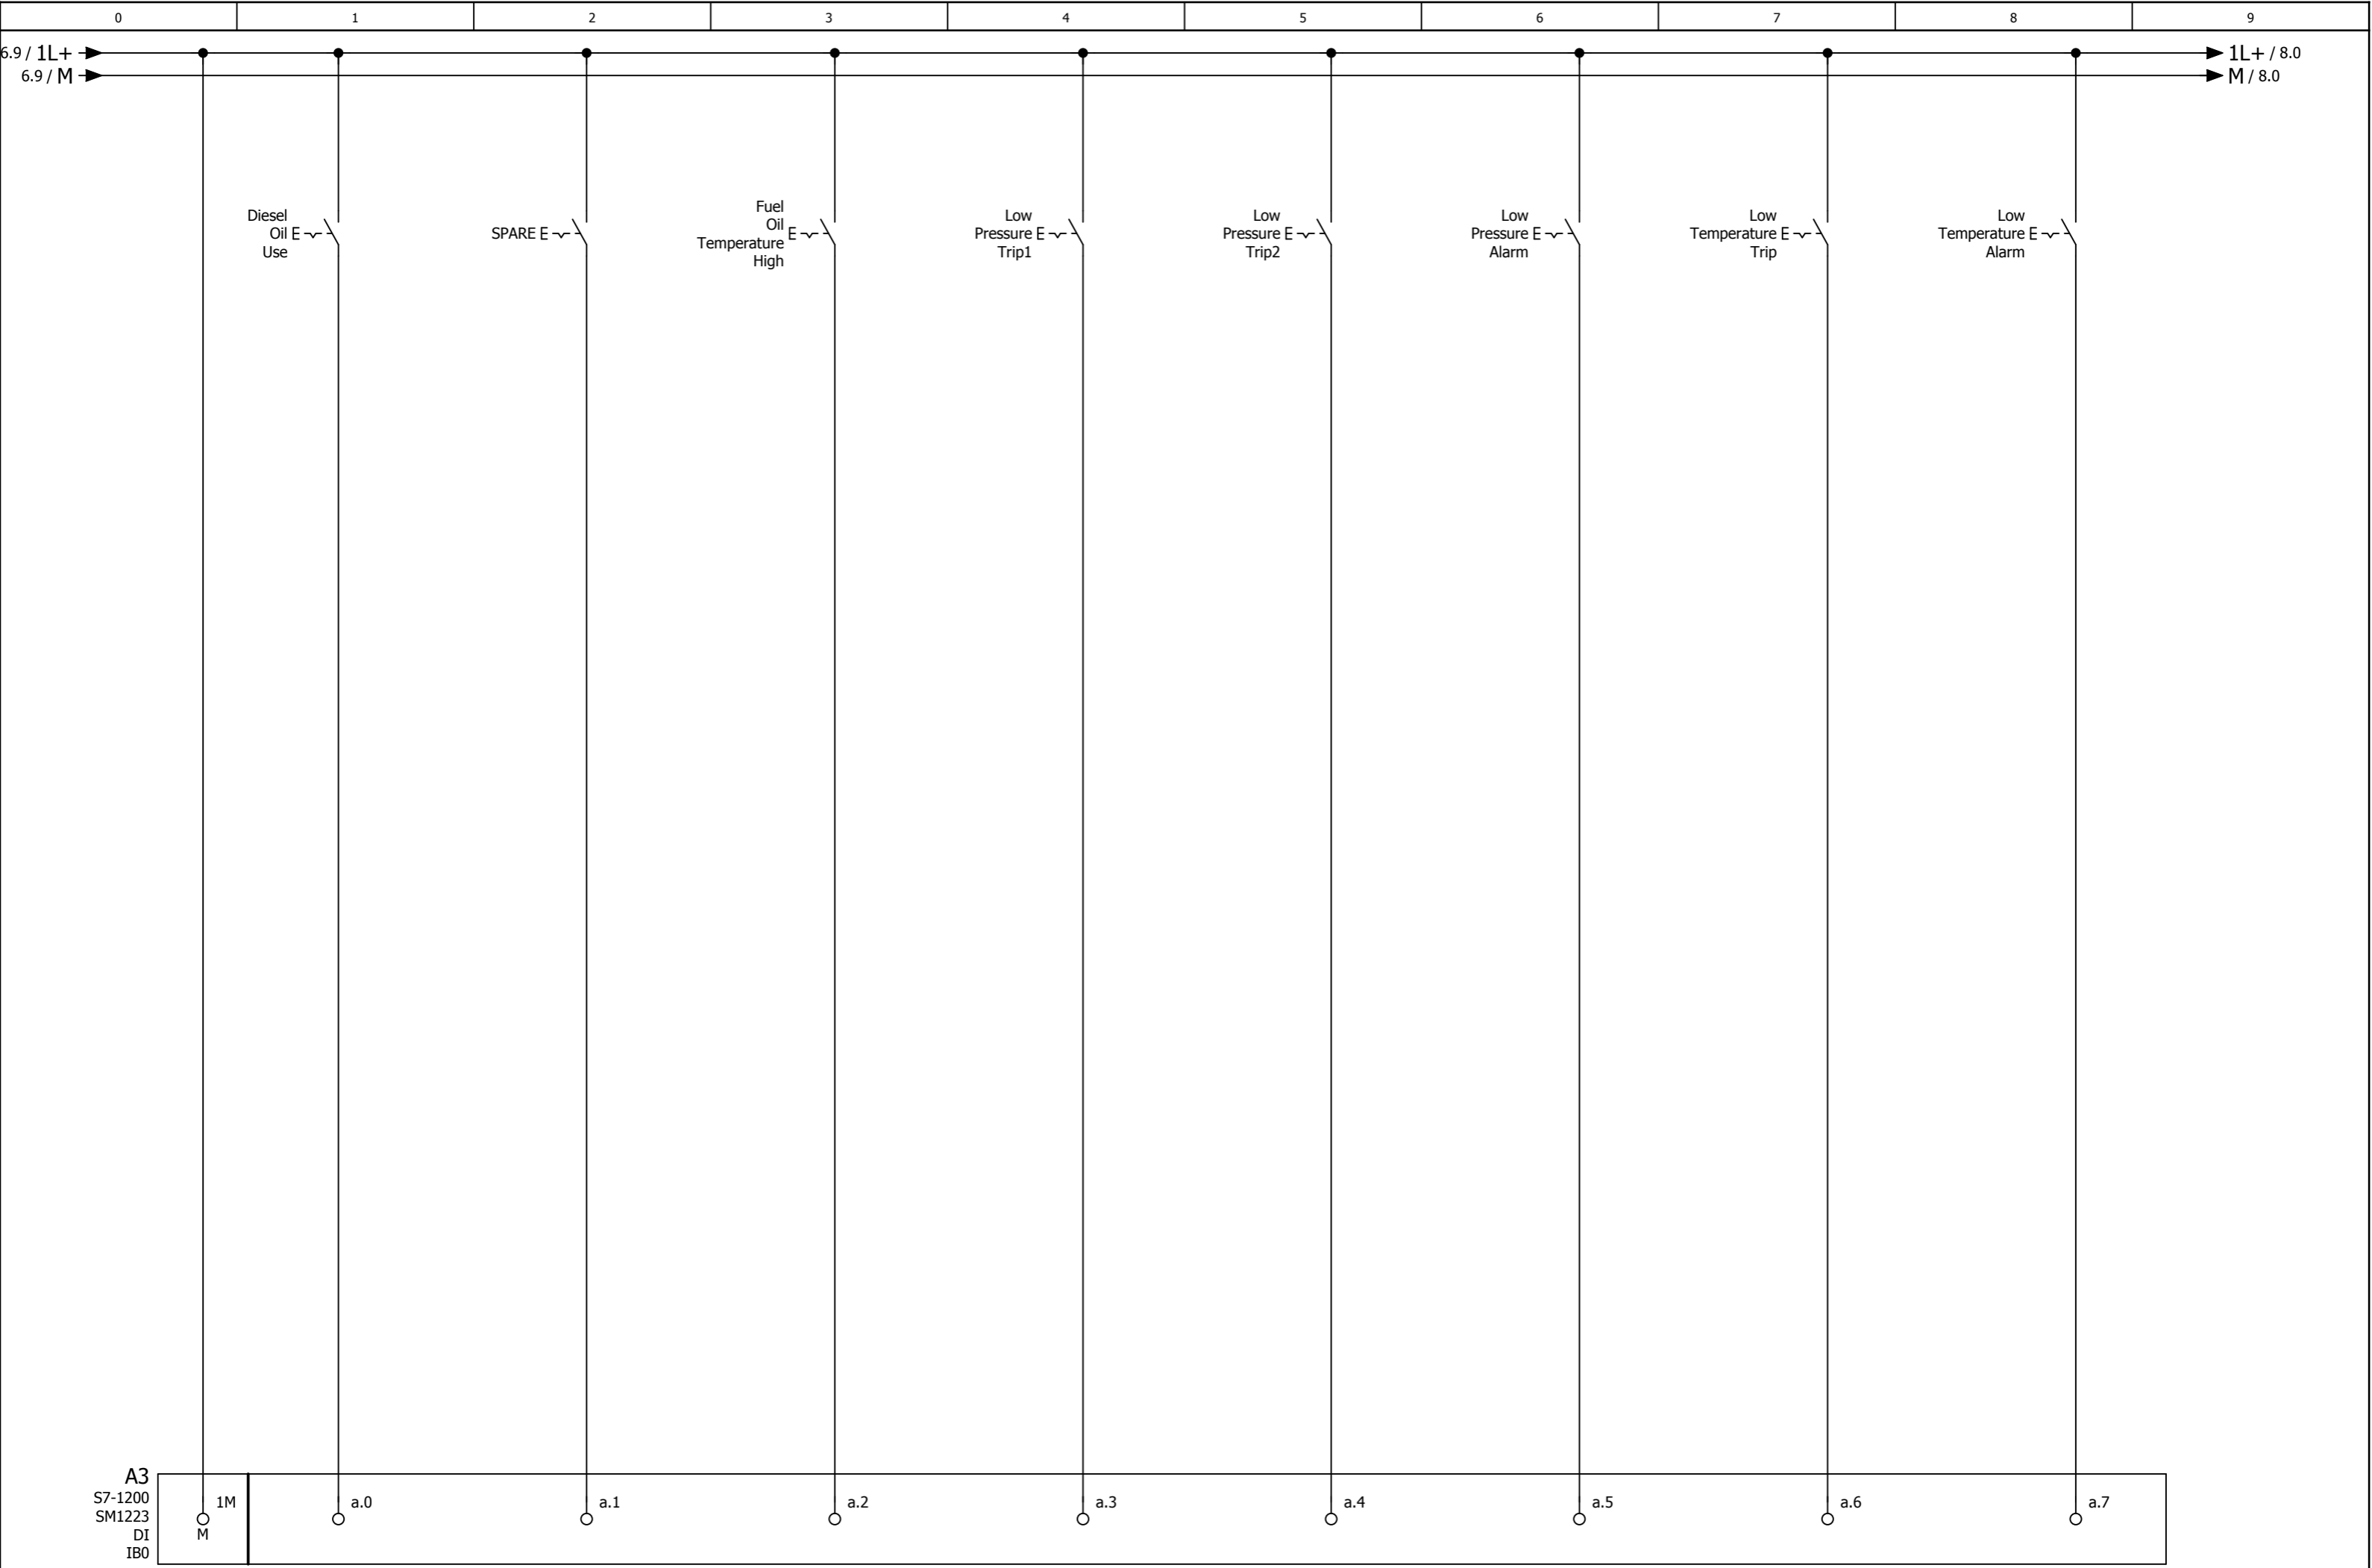 0 1 2 3 4 5 6 7 8 9
6.9 / 1L+ 1L+ / 8.0
6.9 / M M / 8.0
Diesel
Oil E
Use
SPARE E
Fuel
Oil
Temperature E
High
Low
Pressure E
Trip1
Low
Pressure E
Trip2
Low
Pressure E
Alarm
Low
Temperature E
Trip
Low
Temperature E
Alarm
A3
S7-1200
SM1223
DI
IB0
1M
M
a.0 a.1 a.2 a.3 a.4 a.5 a.6 a.7